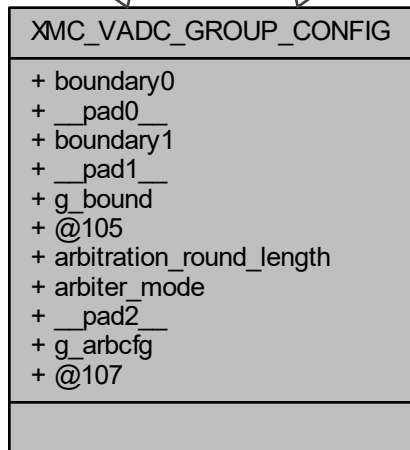 XMC_VADC_GROUP_CONFIG
+ boundary0
+ __pad0__
+ boundary1
+ __pad1__
+ g_bound
+ @105
+ arbitration_round_length
+ arbiter_mode
+ __pad2__
+ g_arbcfg
+ @107